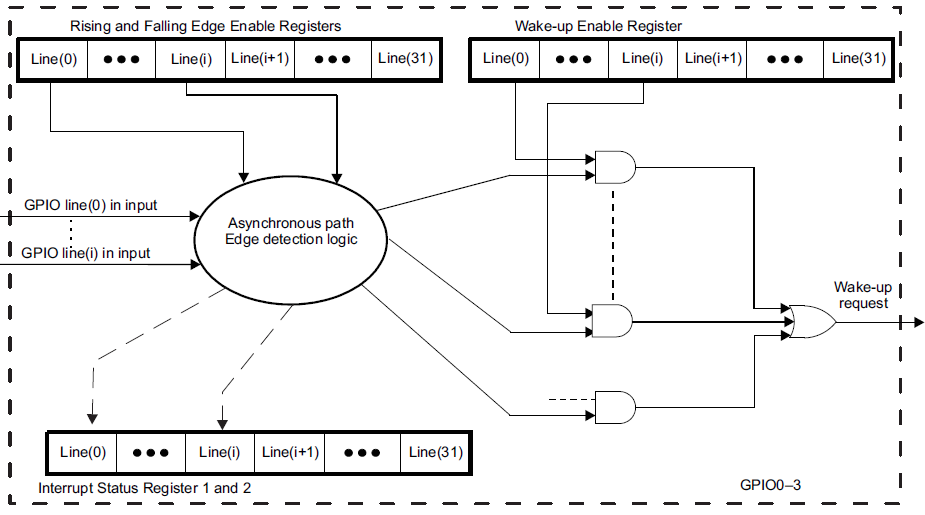 Rising and Falling Edge Enable Registers
Line(0) ●●● Line(i) Line(i+1) ●●● Line(31)
Wake-up Enable Register
Line(0) ●●● Line(i) Line(i+1) ●●● Line(31)
GPIO line(0) in input
GPIO line(i) in input
Asynchronous path
Edge detection logic
Wake-up
request
Line(0) ●●● Line(i) Line(i+1) ●●● Line(31)
Interrupt Status Register 1 and 2
GPIO0–3